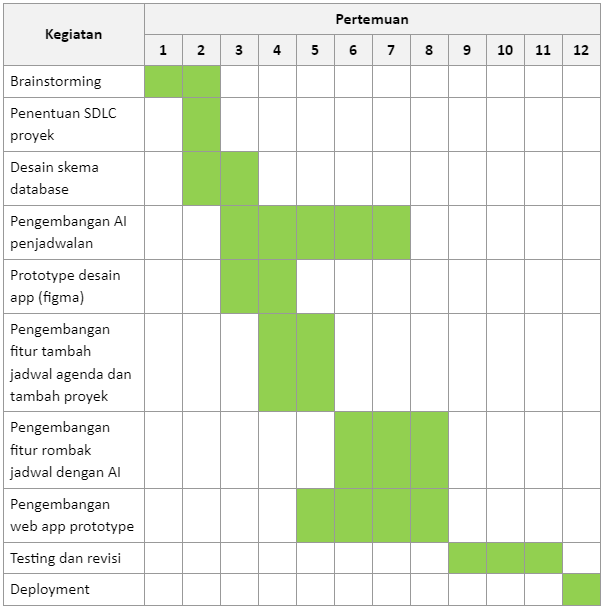 Kegiatan
Pertemuan
1 2 3 4 5 6 7 8 9 10 11 12
Brainstorming
Penentuan SDLC
proyek
Desain skema
database
Pengembangan AI
penjadwalan
Prototype desain
app (figma)
Pengembangan
fitur tambah
jadwal agenda dan
tambah proyek
Pengembangan
fitur rombak
jadwal dengan AI
Pengembangan
web app prototype
Testing dan revisi
Deployment